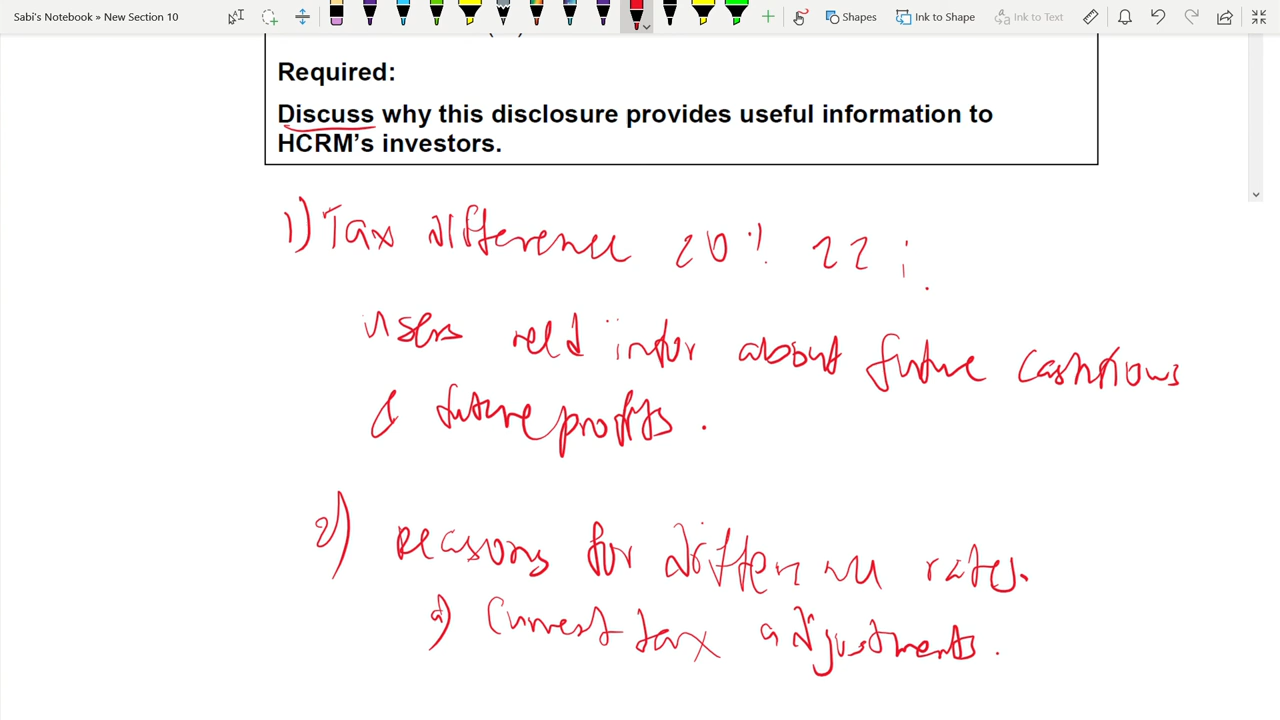 Sabi's Notebook » New Section 10
Shapes
Ink to Shape
Ink to Text
Required:
Discuss why this disclosure provides useful information to
HCRM's investors.
1) Tax difference 20% 22%
users need infor about future cashflows
& future profits.
2) Reasons for difference rates.
a) Current tax adjustments.